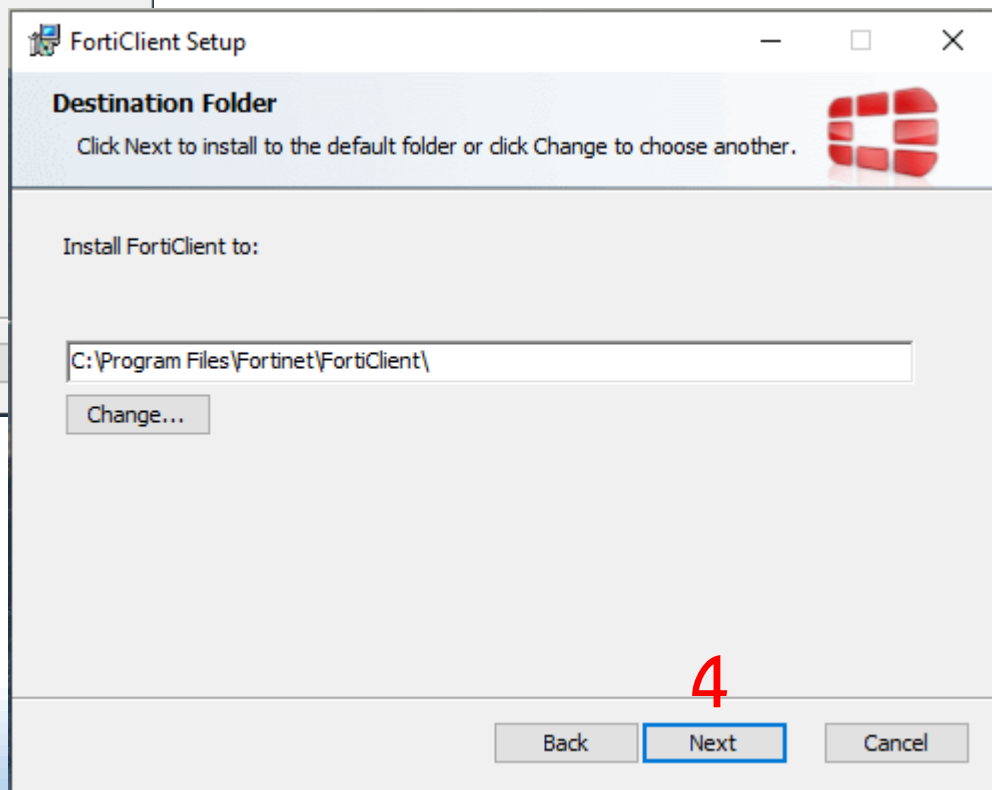 FortiClient Setup
Destination Folder
Click Next to install to the default folder or click Change to choose another.
Install FortiClient to:
C:\Program Files\Fortinet\FortiClient\
Change...
4
Back
Next
Cancel